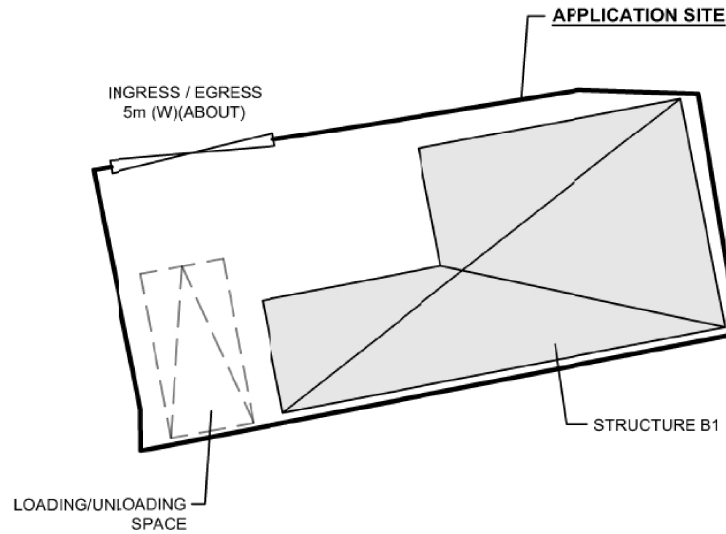 APPLICATION SITE
INGRESS / EGRESS
5m (W)(ABOUT)
STRUCTURE B1
LOADING/UNLOADING
SPACE